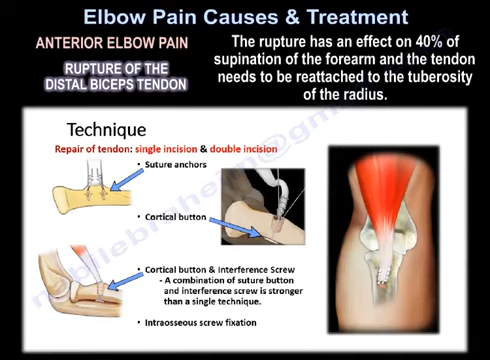 Elbow Pain Causes & Treatment
ANTERIOR ELBOW PAIN
RUPTURE OF THE
DISTAL BICEPS TENDON
The rupture has an effect on 40% of
supination of the forearm and the tendon
needs to be reattached to the tuberosity
of the radius.
Technique
Repair of tendon: single incision & double incision
• Suture anchors
• Cortical button
• Cortical button & Interference Screw
- A combination of suture button
and interference screw is stronger
than a single technique.
• Intraosseous screw fixation